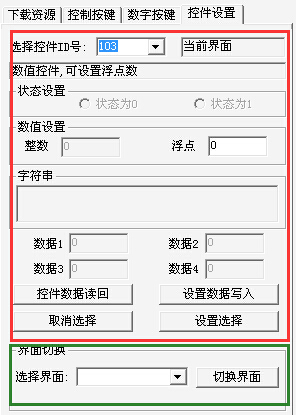 下载资源 控制按键 数字按键 控件设置
选择控件ID号: 103 当前界面
数值控件,可设置浮点数
状态设置
状态为0 状态为1
数值设置
整数 0 浮点 0
字符串
数据1 0 数据2 0
数据3 0 数据4 0
控件数据读回 设置数据写入
取消选择 设置选择
界面切换
选择界面: 切换界面